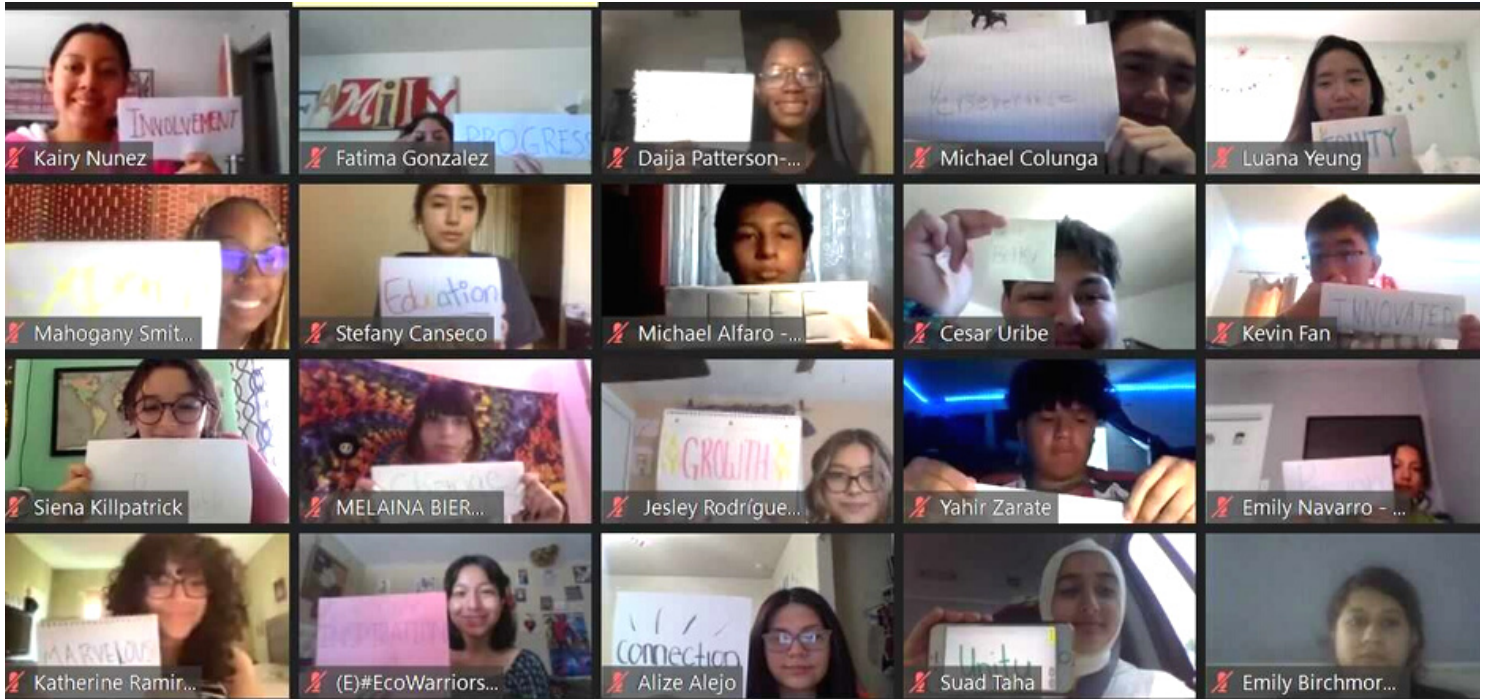 INVOLVEMENT
Kairy Nunez
FAMiLY
PROGRESS
Fatima Gonzalez
Daija Patterson-...
Perseverance
Michael Colunga
EQUITY
Luana Yeung
Mahogany Smit...
Education
Stefany Canseco
Michael Alfaro -...
Cesar Uribe
INNOVATED
Kevin Fan
Siena Killpatrick
Change
MELAINA BIER...
GROWTH
Jesley Rodrígue...
Yahir Zarate
Emily Navarro - ...
MARVELOUS
Katherine Ramir...
INSPIRATION
(E)#EcoWarriors...
connection
Alize Alejo
Unity
Suad Taha
Emily Birchmor...